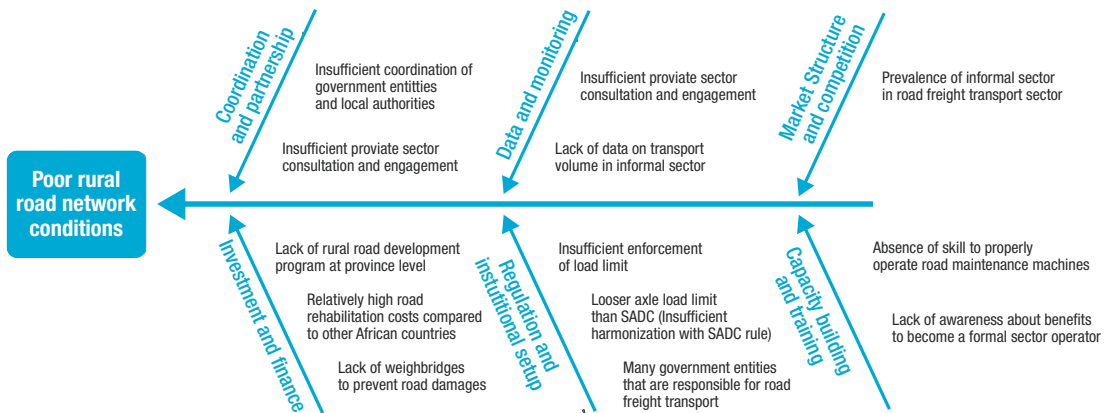 Poor rural
road network
conditions
Coordination
and partnership
Insufficient coordination of
government entitties
and local authorities
Insufficient proviate sector
consultation and engagement
Data and monitoring
Insufficient proviate sector
consultation and engagement
Lack of data on transport
volume in informal sector
Market Structure
and competition
Prevalence of informal sector
in road freight transport sector
Investment and finance
Lack of rural road development
program at province level
Relatively high road
rehabilitation costs compared
to other African countries
Lack of weighbridges
to prevent road damages
Regulation and
instutitional setup
Insufficient enforcement
of load limit
Looser axle load limit
than SADC (Insufficient
harmonization with SADC rule)
Many government entities
that are responsible for road
freight transport
Capacity building
and training
Absence of skill to properly
operate road maintenance machines
Lack of awareness about benefits
to become a formal sector operator